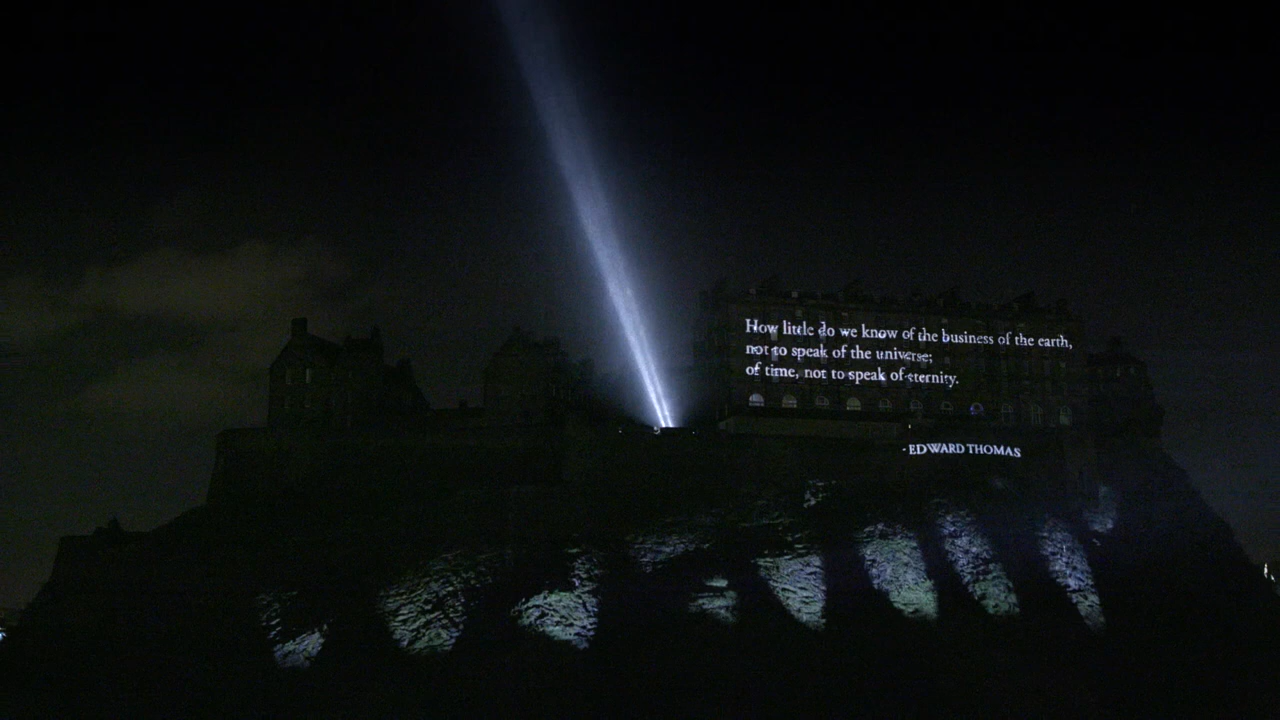 How little do we know of the business of the earth,
not to speak of the universe;
of time, not to speak of eternity.
- EDWARD THOMAS